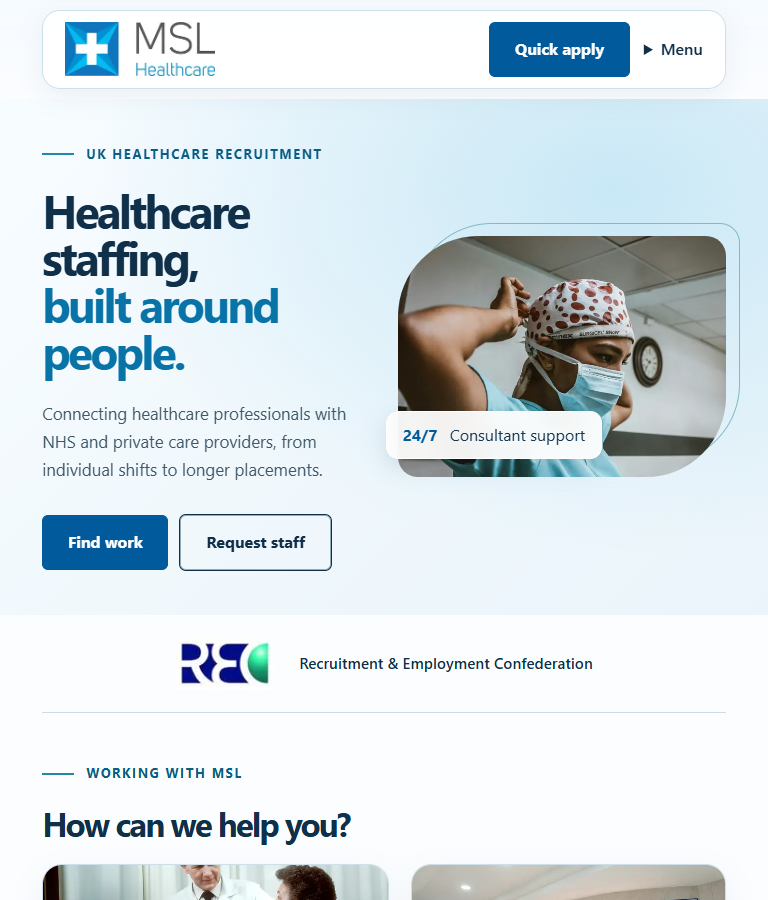 MSL
Healthcare
Quick apply
Menu
UK HEALTHCARE RECRUITMENT
Healthcare
staffing,
built around
people.
Connecting healthcare professionals with
NHS and private care providers, from
individual shifts to longer placements.
24/7 Consultant support
Find work
Request staff
REC
Recruitment & Employment Confederation
WORKING WITH MSL
How can we help you?